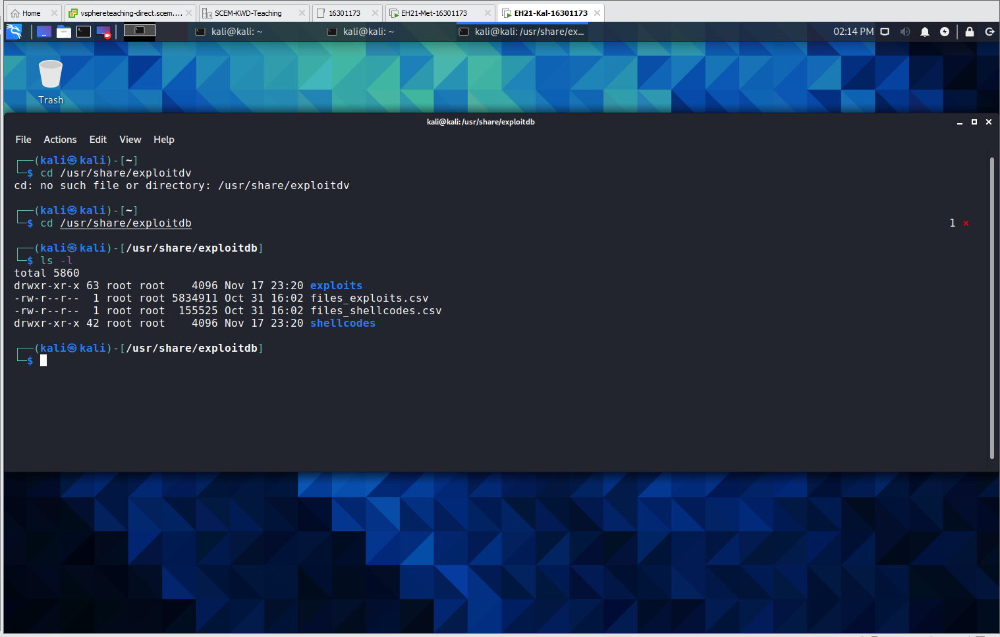 Home
vsphereteaching-direct.scem....
SCEM-KWD-Teaching
16301173
EH21-Met-16301173
EH21-Kal-16301173
kali@kali: ~
kali@kali: ~
kali@kali: /usr/share/ex...
02:14 PM
Trash
kali@kali: /usr/share/exploitdb
File Actions Edit View Help
(kali㉿kali)-[~]
$ cd /usr/share/exploitdv
cd: no such file or directory: /usr/share/exploitdv
(kali㉿kali)-[~]
$ cd /usr/share/exploitdb 1 ×
(kali㉿kali)-[/usr/share/exploitdb]
$ ls -l
total 5860
drwxr-xr-x 63 root root    4096 Nov 17 23:20 exploits
-rw-r--r--  1 root root 5834911 Oct 31 16:02 files_exploits.csv
-rw-r--r--  1 root root  155525 Oct 31 16:02 files_shellcodes.csv
drwxr-xr-x 42 root root    4096 Nov 17 23:20 shellcodes
(kali㉿kali)-[/usr/share/exploitdb]
$